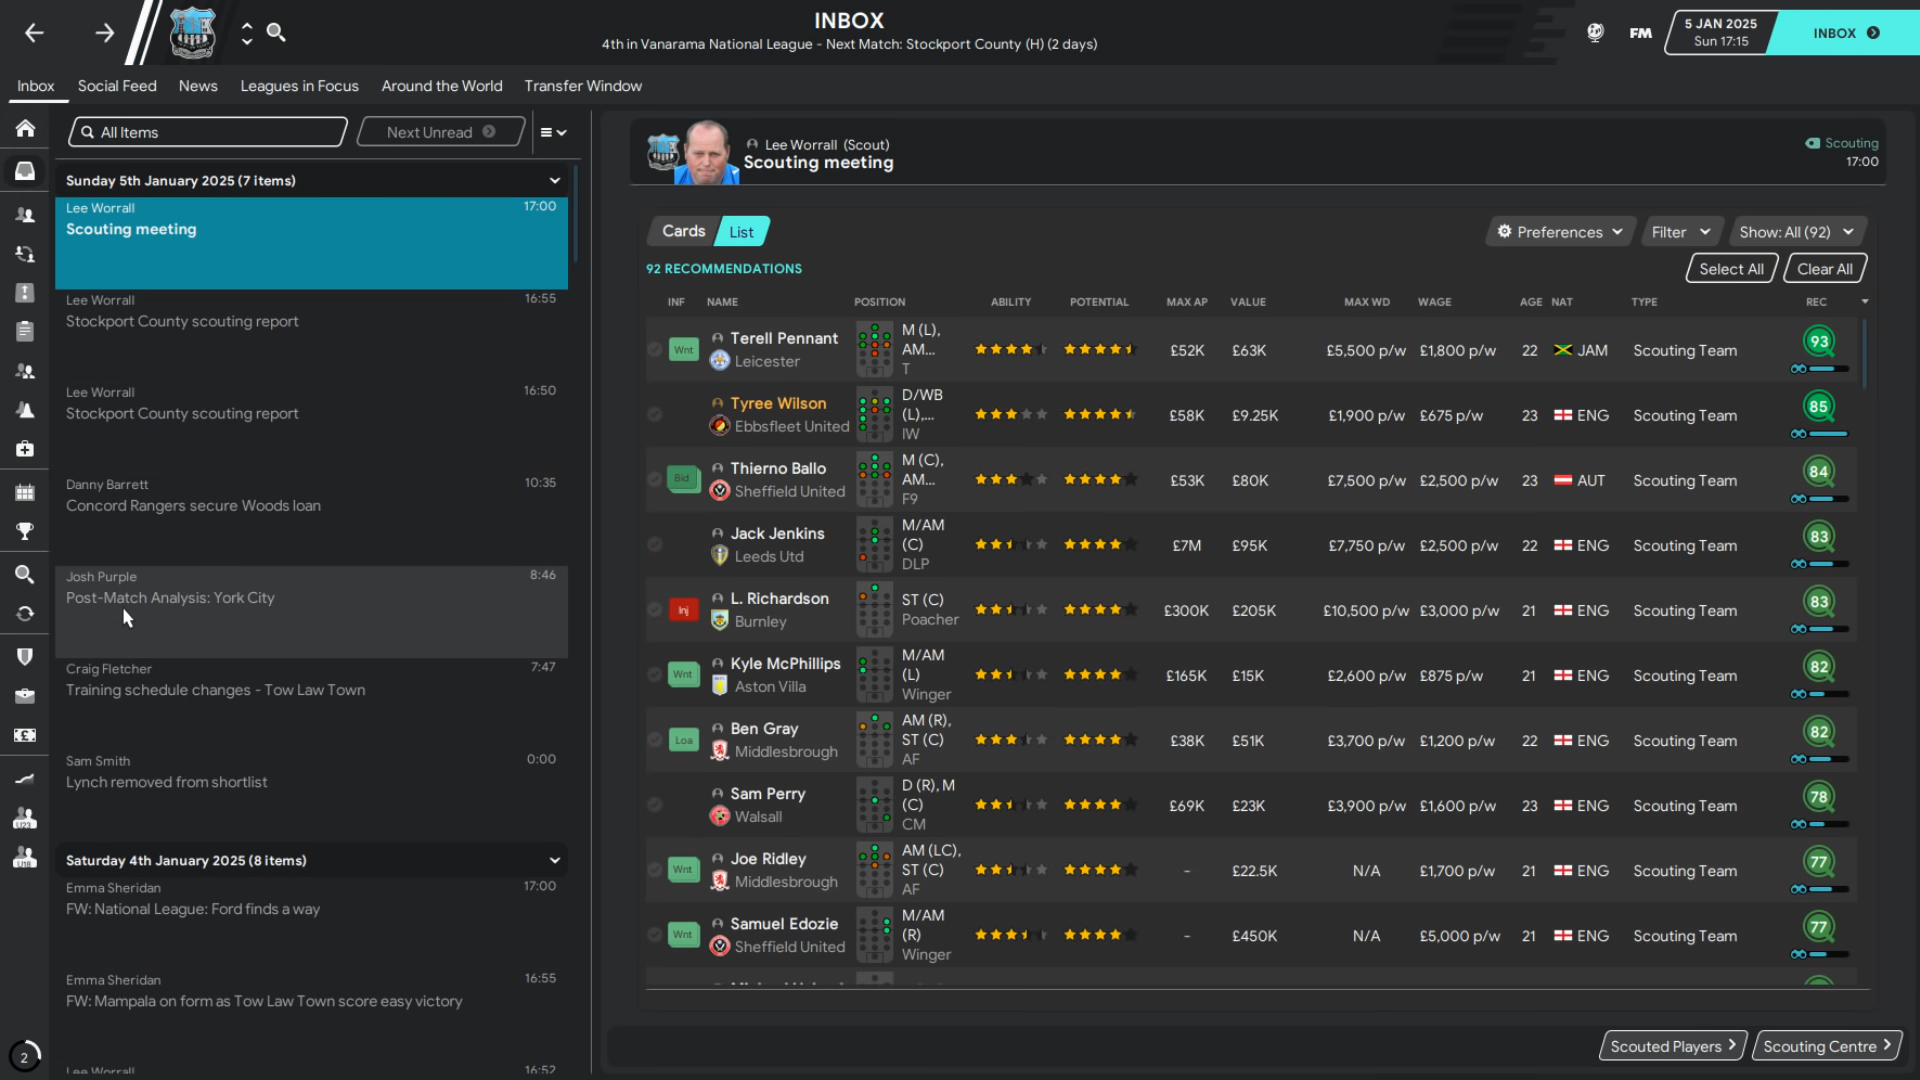 INBOX
4th in Vanarama National League - Next Match: Stockport County (H) (2 days)
FM
5 JAN 2025
Sun 17:15
INBOX
Inbox
Social Feed
News
Leagues in Focus
Around the World
Transfer Window
All Items
Next Unread
Sunday 5th January 2025 (7 items)
Lee Worrall 17:00
Scouting meeting
Lee Worrall 16:55
Stockport County scouting report
Lee Worrall 16:50
Stockport County scouting report
Danny Barrett 10:35
Concord Rangers secure Woods loan
Josh Purple 8:46
Post-Match Analysis: York City
Craig Fletcher 7:47
Training schedule changes - Tow Law Town
Sam Smith 0:00
Lynch removed from shortlist
Saturday 4th January 2025 (8 items)
Emma Sheridan 17:00
FW: National League: Ford finds a way
Emma Sheridan 16:55
FW: Mampala on form as Tow Law Town score easy victory
Lee Worrall 16:52
U23
U18
2
Lee Worrall (Scout)
Scouting meeting
Scouting
17:00
Cards
List
Preferences
Filter
Show: All (92)
92 RECOMMENDATIONS
Select All
Clear All
INF NAME POSITION ABILITY POTENTIAL MAX AP VALUE MAX WD WAGE AGE NAT TYPE REC
Wnt Terell Pennant Leicester M (L), AM... T £52K £63K £5,500 p/w £1,800 p/w 22 JAM Scouting Team 93
Tyree Wilson Ebbsfleet United D/WB (L),... IW £58K £9.25K £1,900 p/w £675 p/w 23 ENG Scouting Team 85
Bid Thierno Ballo Sheffield United M (C), AM... F9 £53K £80K £7,500 p/w £2,500 p/w 23 AUT Scouting Team 84
Jack Jenkins Leeds Utd M/AM (C) DLP £7M £95K £7,750 p/w £2,500 p/w 22 ENG Scouting Team 83
Inj L. Richardson Burnley ST (C) Poacher £300K £205K £10,500 p/w £3,000 p/w 21 ENG Scouting Team 83
Wnt Kyle McPhillips Aston Villa M/AM (L) Winger £165K £15K £2,600 p/w £875 p/w 21 ENG Scouting Team 82
Loa Ben Gray Middlesbrough AM (R), ST (C) AF £38K £51K £3,700 p/w £1,200 p/w 22 ENG Scouting Team 82
Sam Perry Walsall D (R), M (C) CM £69K £23K £3,900 p/w £1,600 p/w 23 ENG Scouting Team 78
Wnt Joe Ridley Middlesbrough AM (LC), ST (C) AF - £22.5K N/A £1,700 p/w 21 ENG Scouting Team 77
Wnt Samuel Edozie Sheffield United M/AM (R) Winger - £450K N/A £5,000 p/w 21 ENG Scouting Team 77
Scouted Players
Scouting Centre